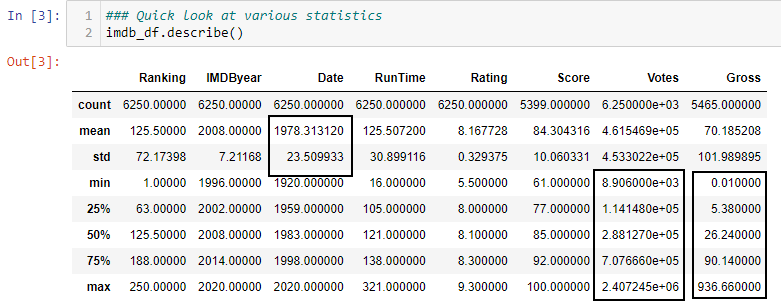 In [3]:
1 ### Quick look at various statistics
2 imdb_df.describe()
Out[3]:
Ranking IMDByear Date RunTime Rating Score Votes Gross
count 6250.00000 6250.00000 6250.000000 6250.000000 6250.000000 5399.000000 6.250000e+03 5465.000000
mean 125.50000 2008.00000 1978.313120 125.507200 8.167728 84.304316 4.615469e+05 70.185208
std 72.17398 7.21168 23.509933 30.899116 0.329375 10.060331 4.533022e+05 101.989895
min 1.00000 1996.00000 1920.000000 16.000000 5.500000 61.000000 8.906000e+03 0.010000
25% 63.00000 2002.00000 1959.000000 105.000000 8.000000 77.000000 1.141480e+05 5.380000
50% 125.50000 2008.00000 1983.000000 121.000000 8.100000 85.000000 2.881270e+05 26.240000
75% 188.00000 2014.00000 1998.000000 138.000000 8.300000 92.000000 7.076660e+05 90.140000
max 250.00000 2020.00000 2020.000000 321.000000 9.300000 100.000000 2.407245e+06 936.660000